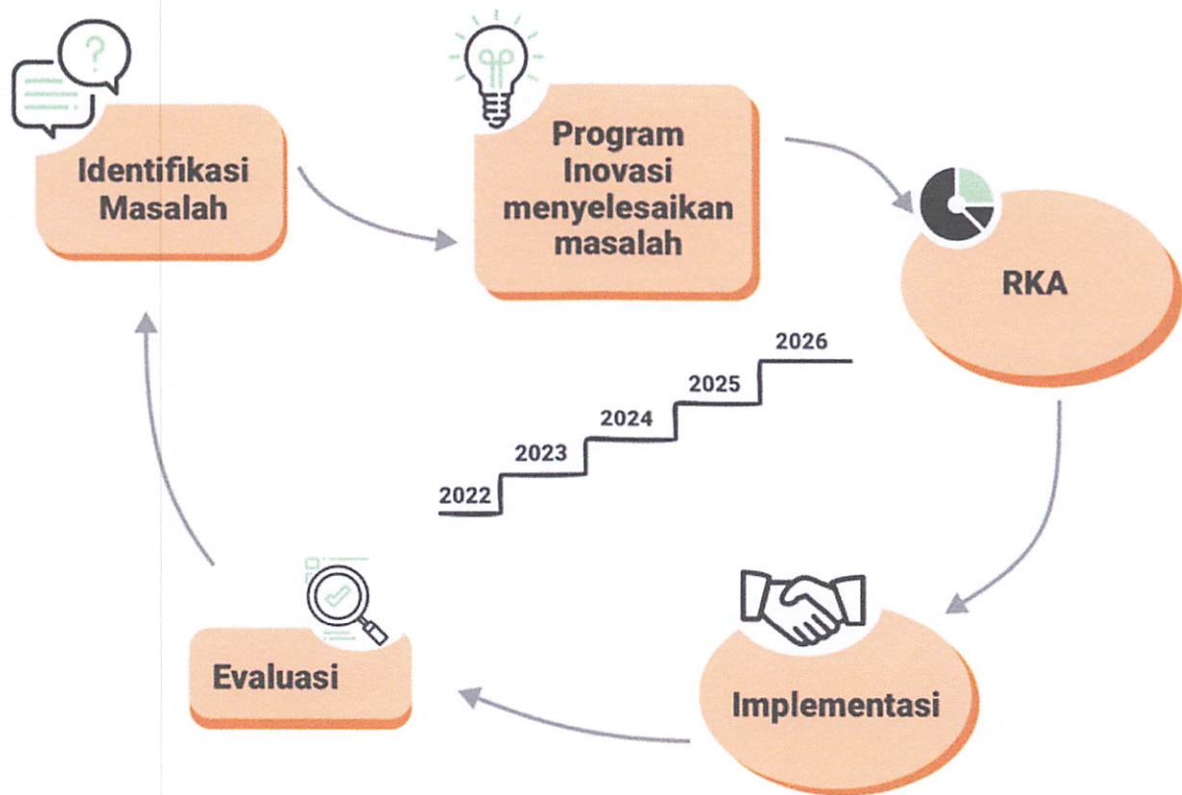 ?
Identifikasi
Masalah
Program
Inovasi
menyelesaikan
masalah
RKA
2026
2025
2024
2023
2022
Evaluasi
Implementasi